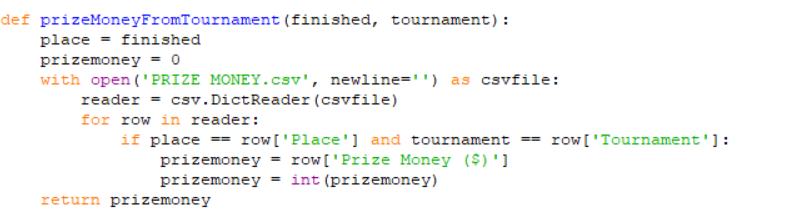 def prizeMoneyFromTournament(finished, tournament):
    place = finished
    prizemoney = 0
    with open('PRIZE MONEY.csv', newline='') as csvfile:
        reader = csv.DictReader(csvfile)
        for row in reader:
            if place == row['Place'] and tournament == row['Tournament']:
                prizemoney = row['Prize Money ($)']
                prizemoney = int(prizemoney)
    return prizemoney